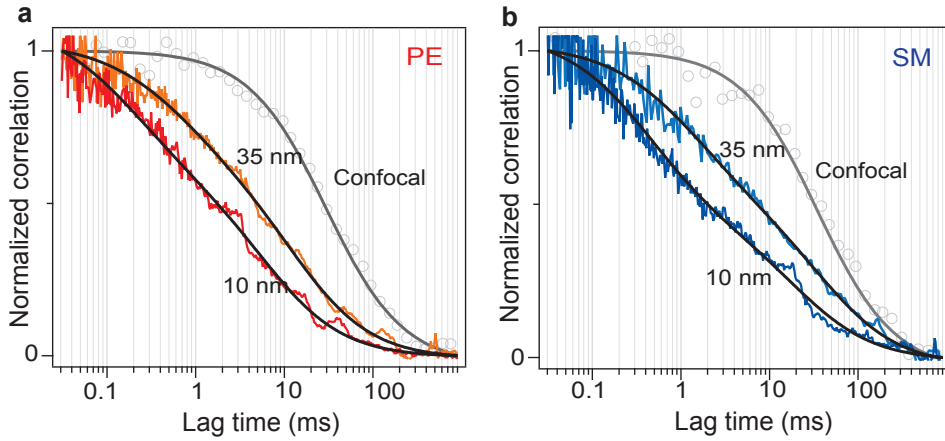 a
PE
1
Normalized correlation
35 nm
Confocal
10 nm
0
0.1 1 10 100
Lag time (ms)
b
SM
1
Normalized correlation
35 nm
Confocal
10 nm
0
0.1 1 10 100
Lag time (ms)